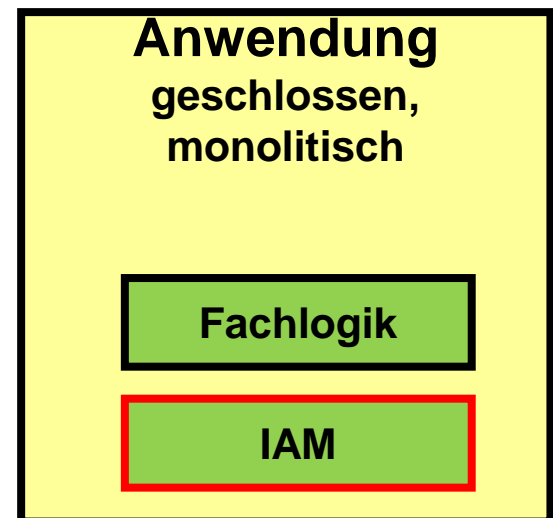 Anwendung
geschlossen,
monolitisch
Fachlogik
IAM